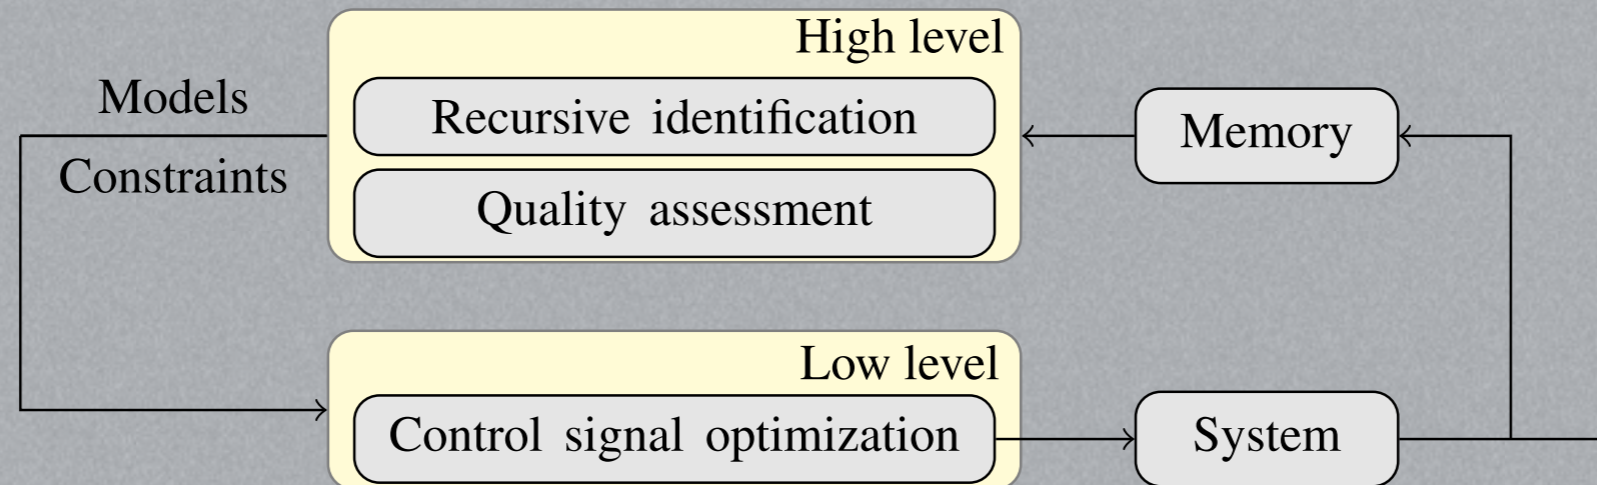 High level
Models
Recursive identification
Memory
Constraints
Quality assessment
Low level
Control signal optimization
System